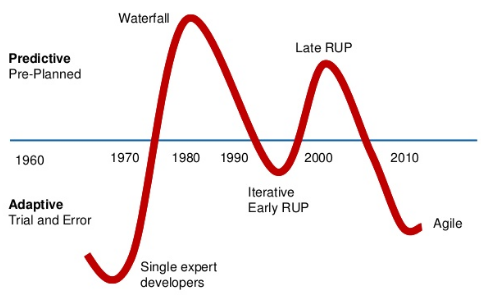 Waterfall
Late RUP
Predictive
Pre-Planned
1960
1970
1980
1990
2000
2010
Adaptive
Trial and Error
Iterative
Early RUP
Agile
Single expert
developers